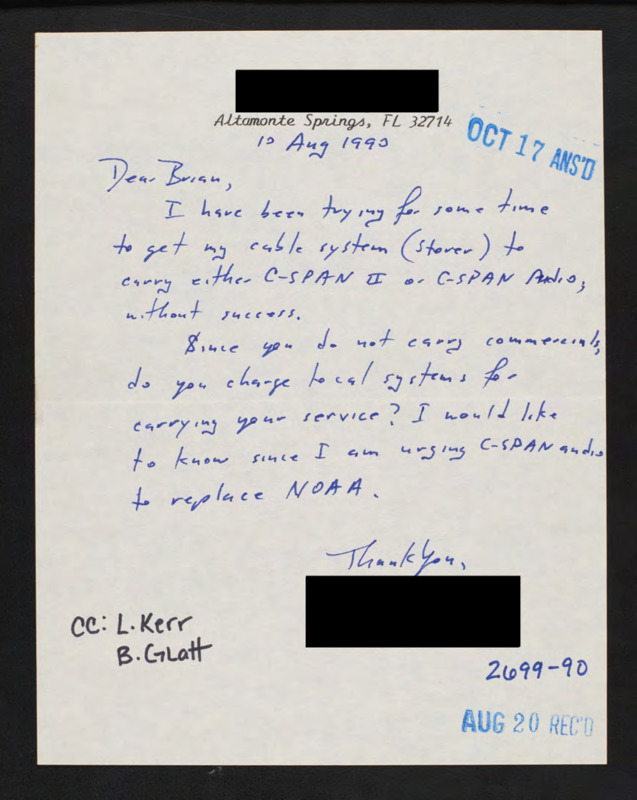 Altamonte Springs, FL 32714
OCT 17 ANS'D
10 Aug 1990
Dear Brian,
I have been trying for some time
to get my cable system (Storer) to
carry either C-SPAN II or C-SPAN Audio,
without success.
Since you do not carry commercials,
do you charge local systems for
carrying your service? I would like
to know since I am urging C-SPAN audio
to replace NOAA.
Thank You,
CC: L. Kerr
B. Glatt
2699-90
AUG 20 REC'D